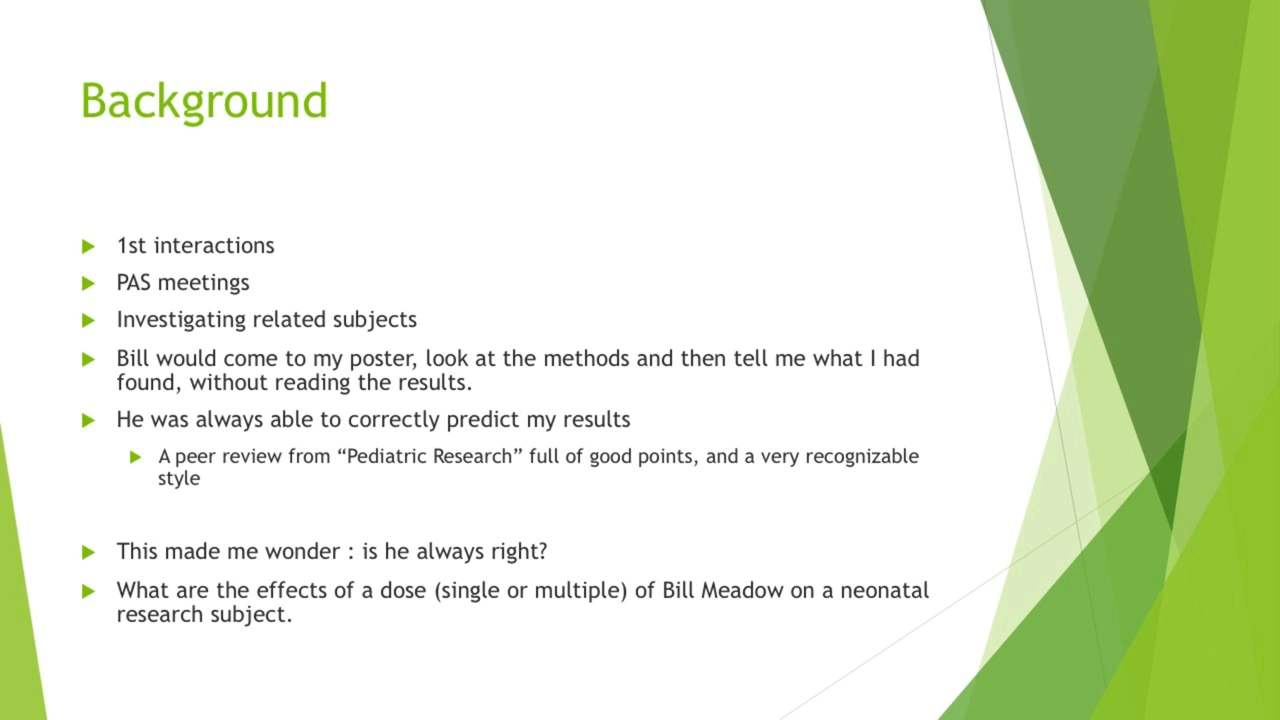 Background
1st interactions
PAS meetings
Investigating related subjects
Bill would come to my poster, look at the methods and then tell me what I had
found, without reading the results.
He was always able to correctly predict my results
A peer review from “Pediatric Research” full of good points, and a very recognizable
style
This made me wonder : is he always right?
What are the effects of a dose (single or multiple) of Bill Meadow on a neonatal
research subject.